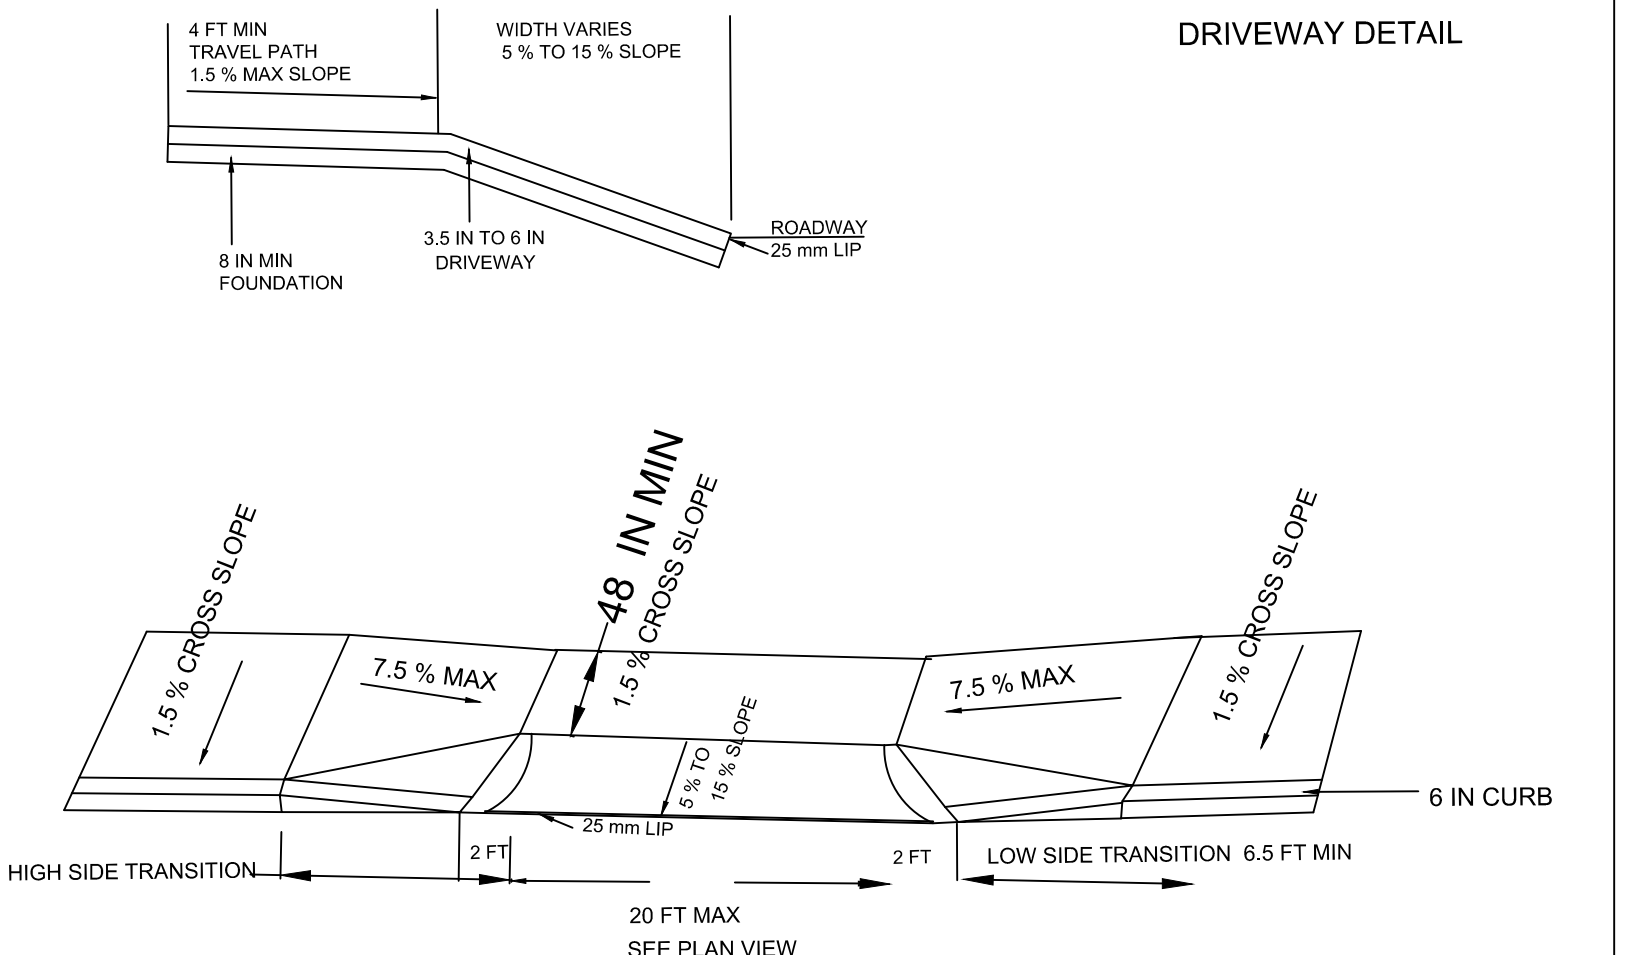 DRIVEWAY DETAIL
4 FT MIN
TRAVEL PATH
1.5 % MAX SLOPE
WIDTH VARIES
5 % TO 15 % SLOPE
ROADWAY
25 mm LIP
3.5 IN TO 6 IN
DRIVEWAY
8 IN MIN
FOUNDATION
1.5 % CROSS SLOPE
7.5 % MAX
48 IN MIN
1.5 % CROSS SLOPE
5 % TO
15 % SLOPE
7.5 % MAX
1.5 % CROSS SLOPE
6 IN CURB
25 mm LIP
HIGH SIDE TRANSITION
2 FT
2 FT
LOW SIDE TRANSITION 6.5 FT MIN
20 FT MAX
SEE PLAN VIEW